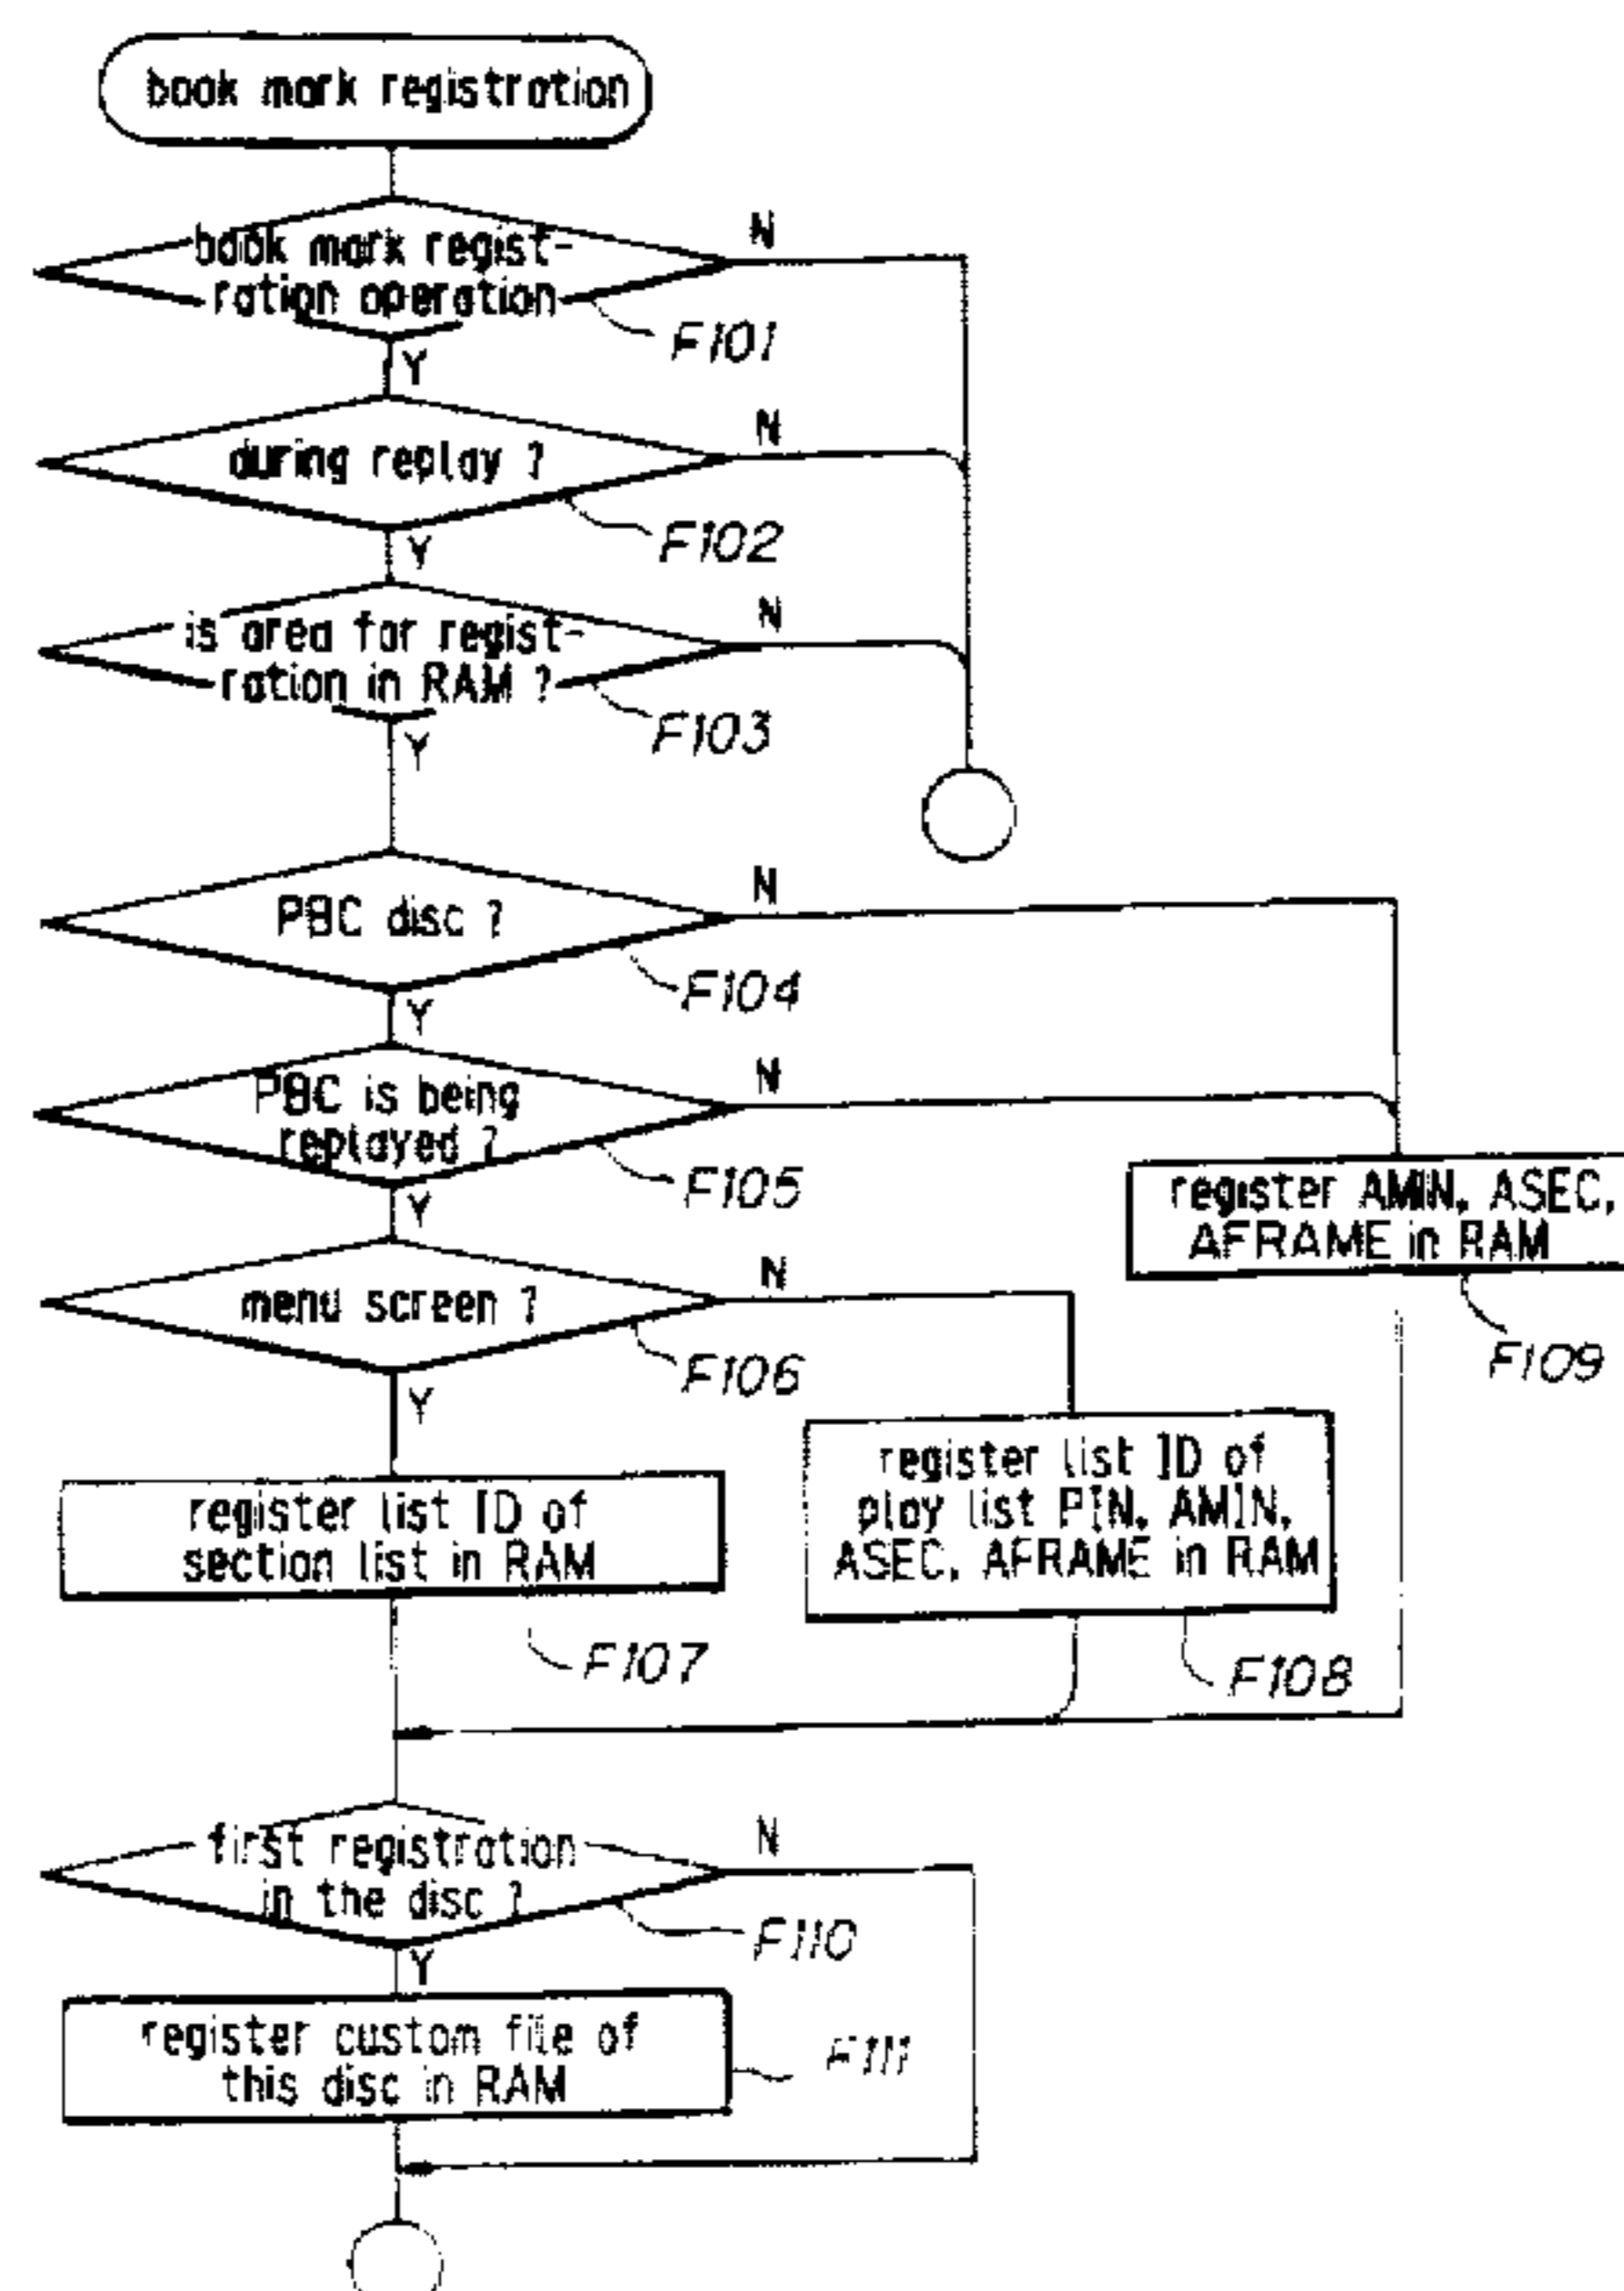 book mark registration
book mark regist-
ration operation
N
F101
Y
during replay ?
N
F102
Y
is area for regist-
ration in RAM ?
N
F103
Y
PBC disc ?
N
F104
Y
PBC is being
replayed ?
N
F105
Y
register AMIN, ASEC,
AFRAME in RAM
F109
menu screen ?
N
F106
Y
register list ID of
section list in RAM
F107
register list ID of
play list PIN, AMIN,
ASEC, AFRAME in RAM
F108
first registration
in the disc ?
N
F110
Y
register custom file of
this disc in RAM
F111